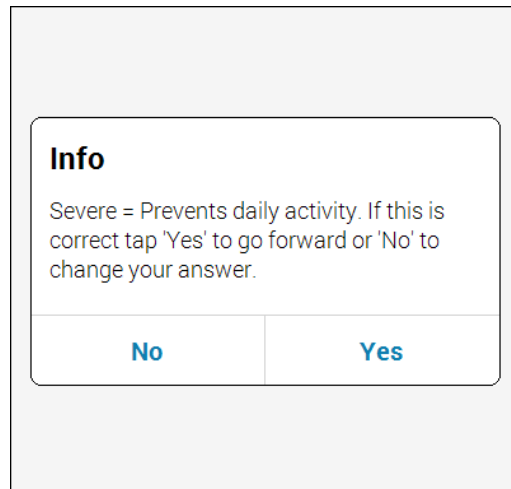 Info
Severe = Prevents daily activity. If this is
correct tap 'Yes' to go forward or 'No' to
change your answer.
No
Yes